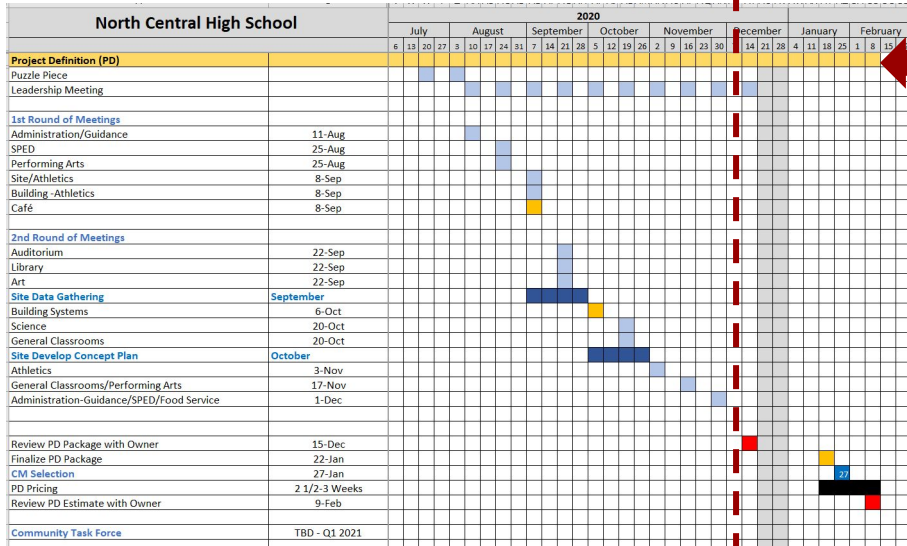 North Central High School
2020
July August September October November December January February
6 13 20 27 3 10 17 24 31 7 14 21 28 5 12 19 26 2 9 16 23 30 14 21 28 4 11 18 25 1 8 15
Project Definition (PD)
Puzzle Piece
Leadership Meeting
1st Round of Meetings
Administration/Guidance 11-Aug
SPED 25-Aug
Performing Arts 25-Aug
Site/Athletics 8-Sep
Building -Athletics 8-Sep
Café 8-Sep
2nd Round of Meetings
Auditorium 22-Sep
Library 22-Sep
Art 22-Sep
Site Data Gathering September
Building Systems 6-Oct
Science 20-Oct
General Classrooms 20-Oct
Site Develop Concept Plan October
Athletics 3-Nov
General Classrooms/Performing Arts 17-Nov
Administration-Guidance/SPED/Food Service 1-Dec
Review PD Package with Owner 15-Dec
Finalize PD Package 22-Jan
CM Selection 27-Jan 27
PD Pricing 2 1/2-3 Weeks
Review PD Estimate with Owner 9-Feb
Community Task Force TBD - Q1 2021